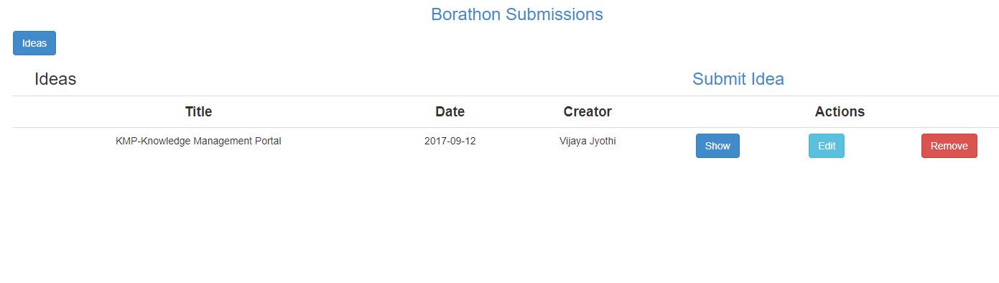 Borathon Submissions
Ideas
Ideas Submit Idea
Title Date Creator Actions
KMP-Knowledge Management Portal 2017-09-12 Vijaya Jyothi Show Edit Remove